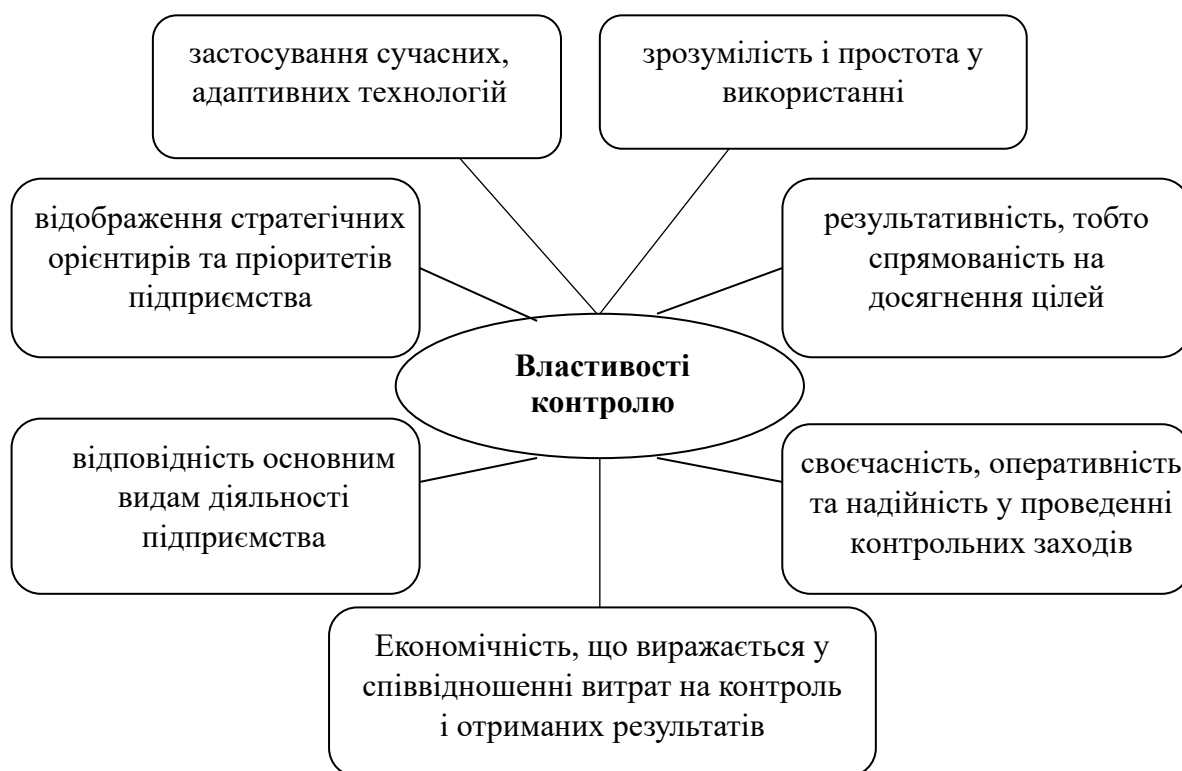 застосування сучасних,
адаптивних технологій
зрозумілість і простота у
використанні
відображення стратегічних
орієнтирів та пріоритетів
підприємства
результативність, тобто
спрямованість на
досягнення цілей
Властивості
контролю
відповідність основним
видам діяльності
підприємства
своєчасність, оперативність
та надійність у проведенні
контрольних заходів
Економічність, що виражається у
співвідношенні витрат на контроль
і отриманих результатів